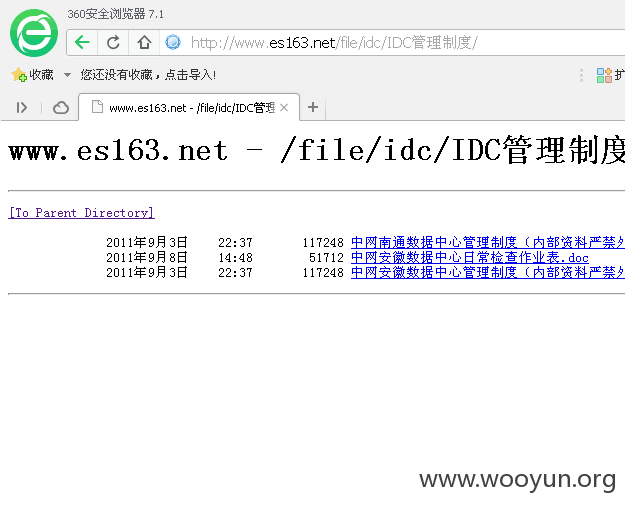 360安全浏览器 7.1
http://www.es163.net/file/idc/IDC管理制度/
收藏 您还没有收藏，点击导入! 扩
www.es163.net - /file/idc/IDC管理
www.es163.net - /file/idc/IDC管理制度
[To Parent Directory]
2011年9月3日 22:37 117248 中网南通数据中心管理制度（内部资料严禁外
2011年9月8日 14:48 51712 中网安徽数据中心日常检查作业表.doc
2011年9月3日 22:37 117248 中网安徽数据中心管理制度（内部资料严禁外
www.wooyun.org